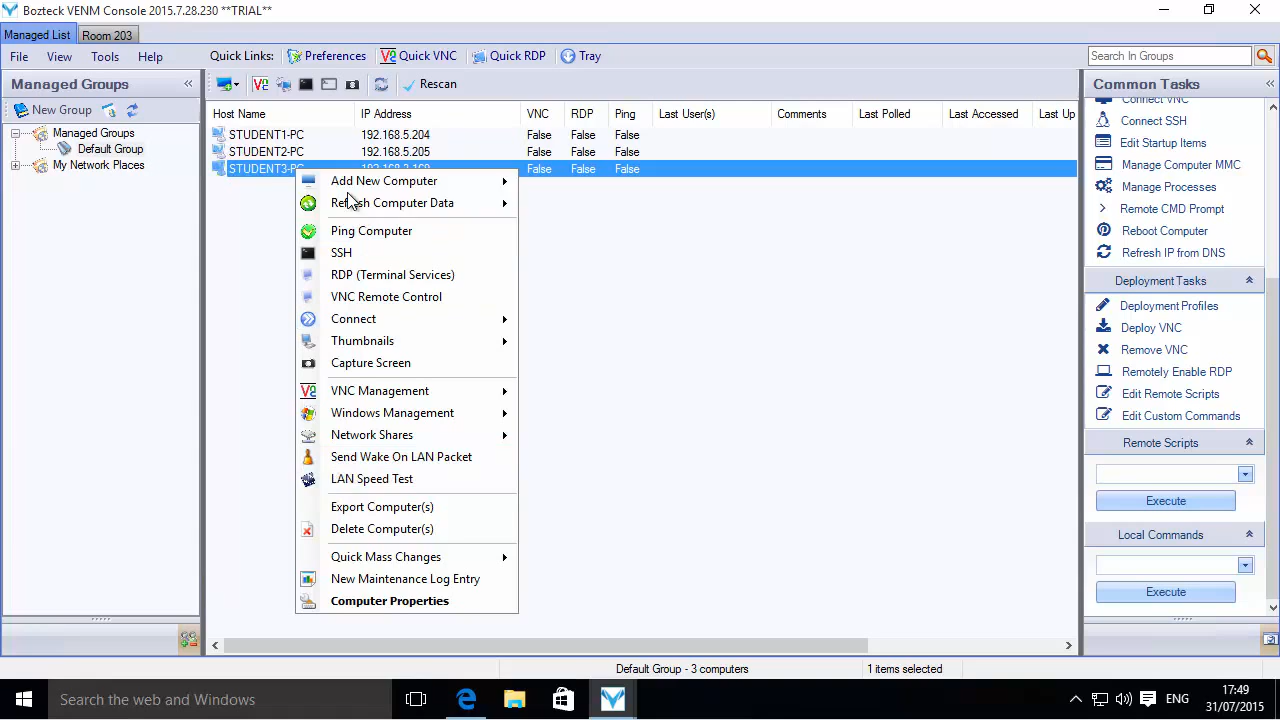 Bozteck VENM Console 2015.7.28.230 **TRIAL**
Managed List Room 203
File View Tools Help Quick Links: Preferences Quick VNC Quick RDP Tray Search In Groups
Managed Groups
New Group
Managed Groups
Default Group
My Network Places
Rescan
Host Name IP Address VNC RDP Ping Last User(s) Comments Last Polled Last Accessed Last Up
STUDENT1-PC 192.168.5.204 False False False
STUDENT2-PC 192.168.5.205 False False False
STUDENT3-PC 192.168.2.169 False False False
Add New Computer
Refresh Computer Data
Ping Computer
SSH
RDP (Terminal Services)
VNC Remote Control
Connect
Thumbnails
Capture Screen
VNC Management
Windows Management
Network Shares
Send Wake On LAN Packet
LAN Speed Test
Export Computer(s)
Delete Computer(s)
Quick Mass Changes
New Maintenance Log Entry
Computer Properties
Common Tasks
Connect VNC
Connect SSH
Edit Startup Items
Manage Computer MMC
Manage Processes
Remote CMD Prompt
Reboot Computer
Refresh IP from DNS
Deployment Tasks
Deployment Profiles
Deploy VNC
Remove VNC
Remotely Enable RDP
Edit Remote Scripts
Edit Custom Commands
Remote Scripts
Execute
Local Commands
Execute
Default Group - 3 computers 1 items selected
Search the web and Windows
ENG
17:49
31/07/2015